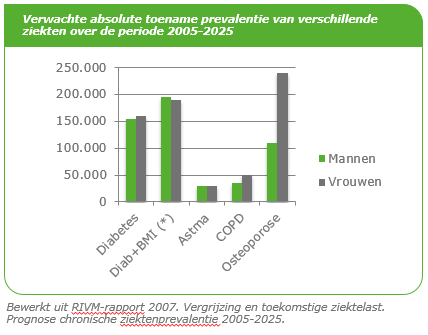 Verwachte absolute toename prevalentie van verschillende
ziekten over de periode 2005-2025
250.000
200.000
150.000
100.000
50.000
0
Diabetes
Diab+BMI (*)
Astma
COPD
Osteoporose
Mannen
Vrouwen
Bewerkt uit RIVM-rapport 2007. Vergrijzing en toekomstige ziektelast.
Prognose chronische ziektenprevalentie 2005-2025.